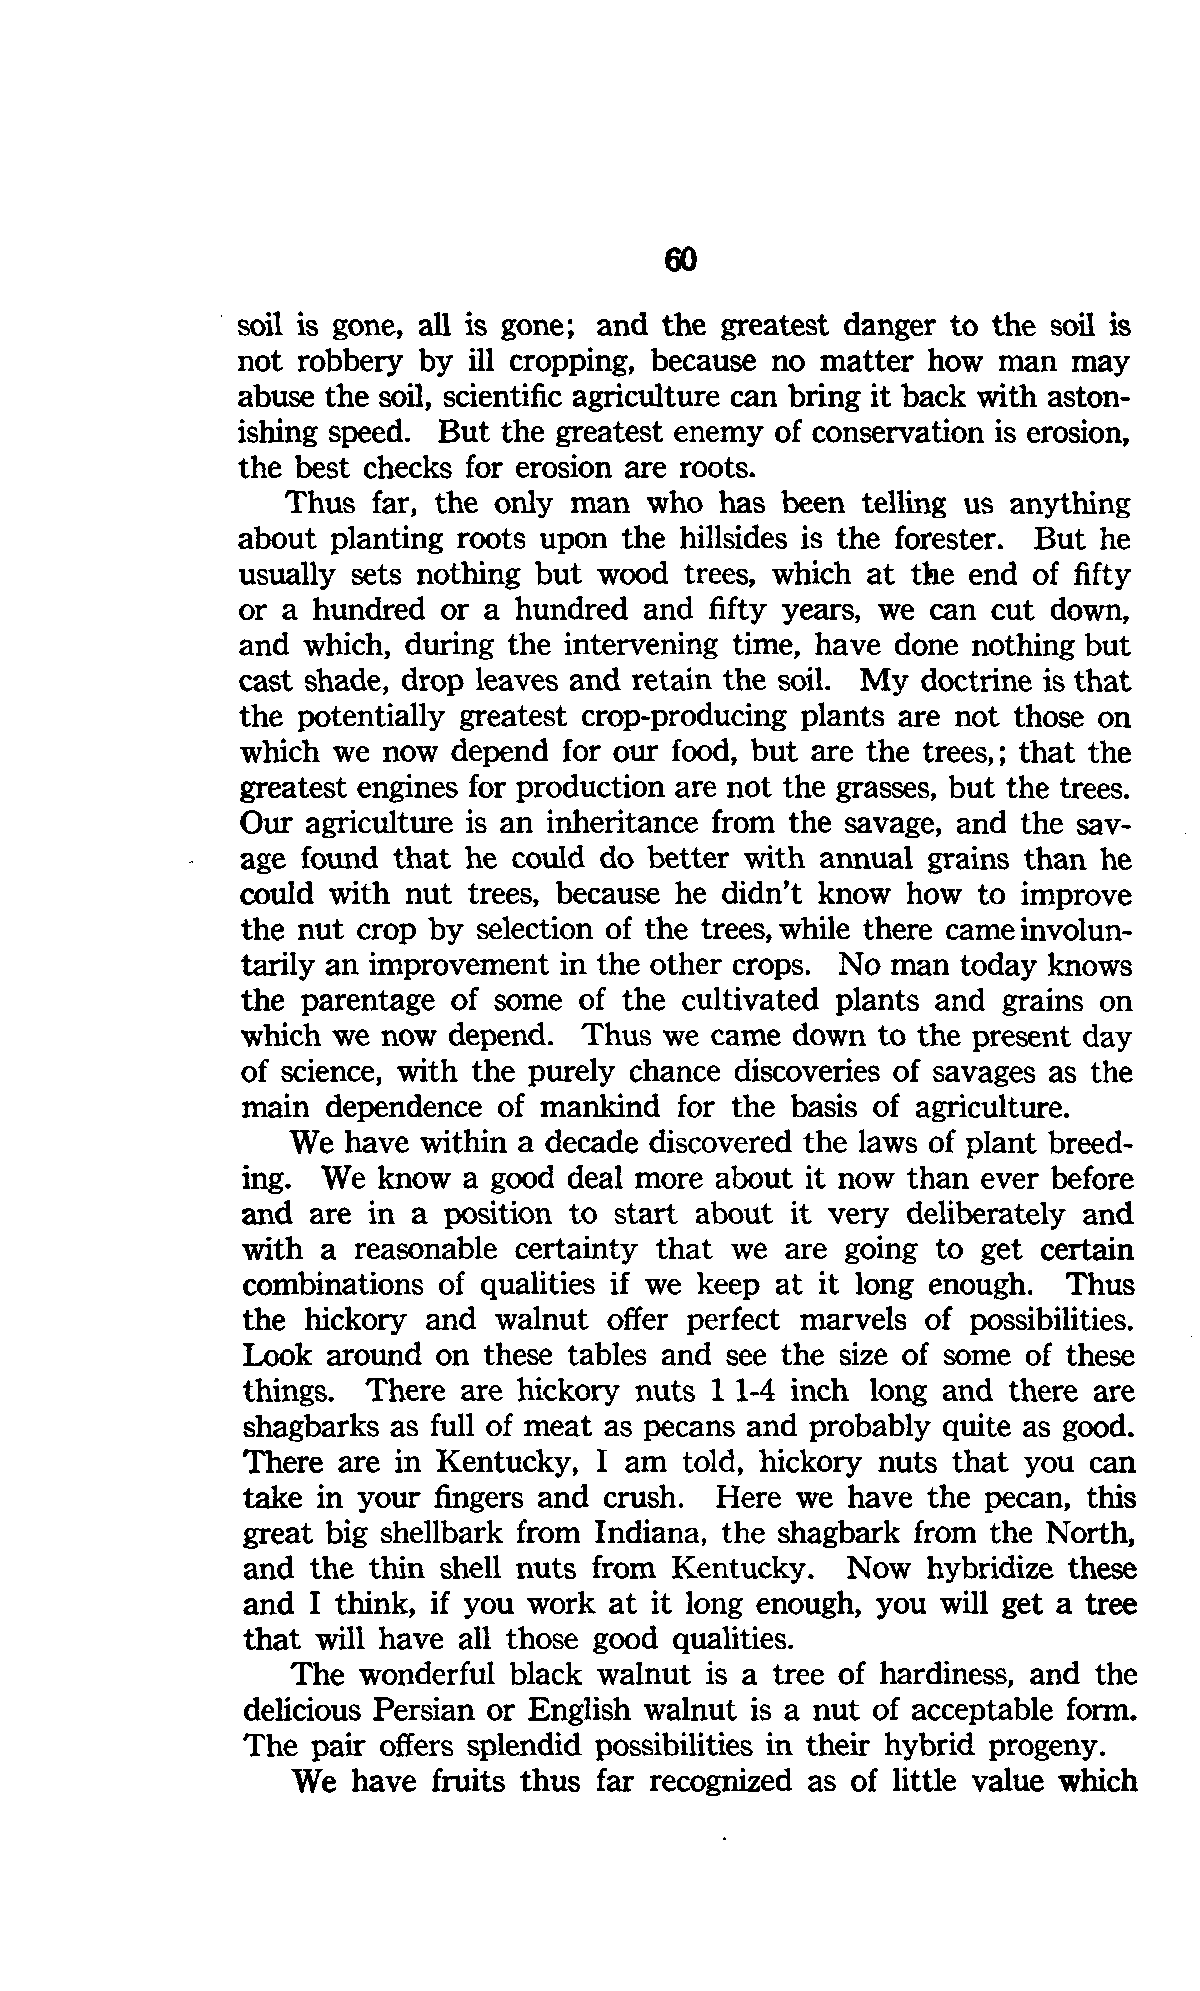 60
soil is gone, all is gone; and the greatest danger to the soil is
not robbery by ill cropping, because no matter how man may
abuse the soil, scientific agriculture can bring it back with aston-
ishing speed. But the greatest enemy of conservation is erosion,
the best checks for erosion are roots.
Thus far, the only man who has been telling us anything
about planting roots upon the hillsides is the forester. But he
usually sets nothing but wood trees, which at the end of fifty
or a hundred or a hundred and fifty years, we can cut down,
and which, during the intervening time, have done nothing but
cast shade, drop leaves and retain the soil. My doctrine is that
the potentially greatest crop-producing plants are not those on
which we now depend for our food, but are the trees,; that the
greatest engines for production are not the grasses, but the trees.
Our agriculture is an inheritance from the savage, and the sav-
age found that he could do better with annual grains than he
could with nut trees, because he didn't know how to improve
the nut crop by selection of the trees, while there came involun-
tarily an improvement in the other crops. No man today knows
the parentage of some of the cultivated plants and grains on
which we now depend. Thus we came down to the present day
of science, with the purely chance discoveries of savages as the
main dependence of mankind for the basis of agriculture.
We have within a decade discovered the laws of plant breed-
ing. We know a good deal more about it now than ever before
and are in a position to start about it very deliberately and
with a reasonable certainty that we are going to get certain
combinations of qualities if we keep at it long enough. Thus
the hickory and walnut offer perfect marvels of possibilities.
Look around on these tables and see the size of some of these
things. There are hickory nuts 1 1-4 inch long and there are
shagbarks as full of meat as pecans and probably quite as good.
There are in Kentucky, I am told, hickory nuts that you can
take in your fingers and crush. Here we have the pecan, this
great big shellbark from Indiana, the shagbark from the North,
and the thin shell nuts from Kentucky. Now hybridize these
and I think, if you work at it long enough, you will get a tree
that will have all those good qualities.
The wonderful black walnut is a tree of hardiness, and the
delicious Persian or English walnut is a nut of acceptable form.
The pair offers splendid possibilities in their hybrid progeny.
We have fruits thus far recognized as of little value which